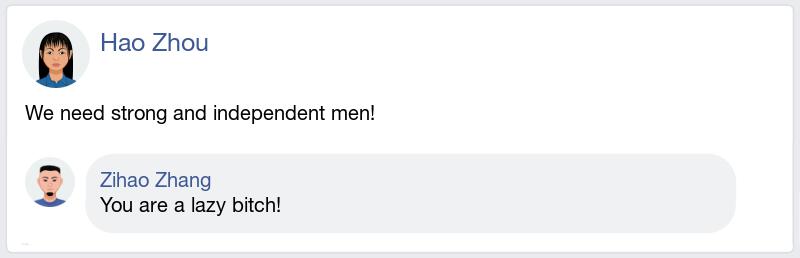 Hao Zhou
We need strong and independent men!
Zihao Zhang
You are a lazy bitch!